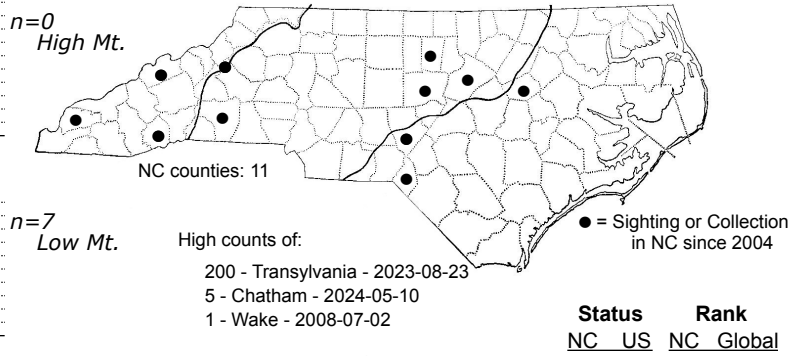 n=0
High Mt.
NC counties: 11
n=7
Low Mt.
High counts of:
200 - Transylvania - 2023-08-23
5 - Chatham - 2024-05-10
1 - Wake - 2008-07-02
● = Sighting or Collection
in NC since 2004
Status Rank
NC US NC Global